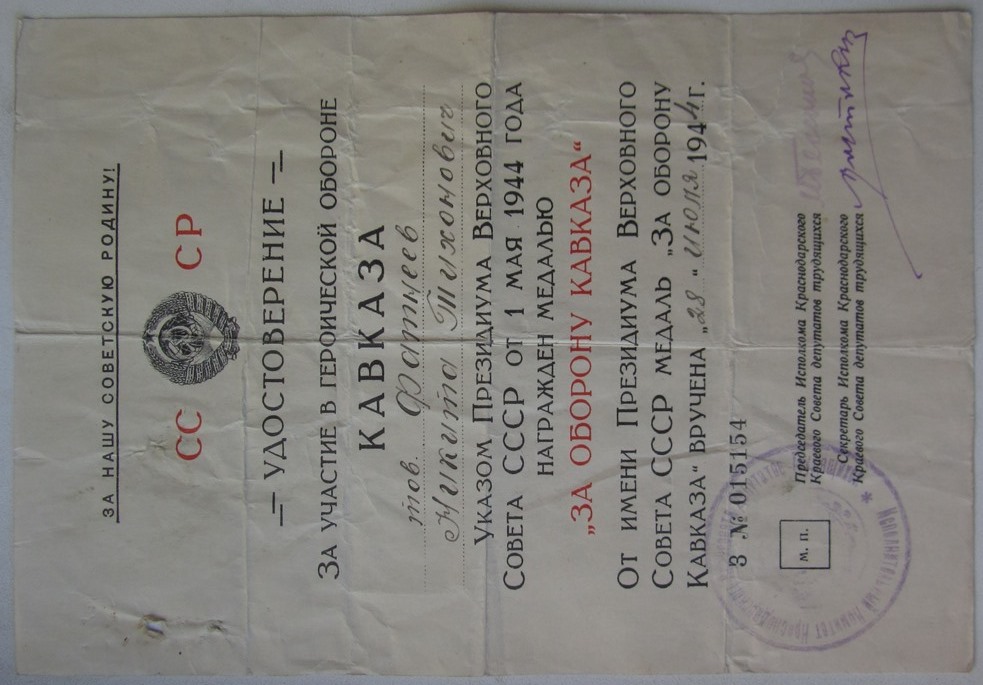 ЗА НАШУ СОВЕТСКУЮ РОДИНУ!
СС СР
УДОСТОВЕРЕНИЕ
ЗА УЧАСТИЕ В ГЕРОИЧЕСКОЙ ОБОРОНЕ
КАВКАЗА
тов. Фатнеев
Никита Тихонович
УКАЗОМ ПРЕЗИДИУМА ВЕРХОВНОГО
СОВЕТА СССР ОТ 1 МАЯ 1944 ГОДА
НАГРАЖДЕН МЕДАЛЬЮ
„ЗА ОБОРОНУ КАВКАЗА“
ОТ ИМЕНИ ПРЕЗИДИУМА ВЕРХОВНОГО
СОВЕТА СССР МЕДАЛЬ „ЗА ОБОРОНУ
КАВКАЗА“ ВРУЧЕНА „28“ июля 1944 г.
З № 015154
Председатель Исполкома Краснодарского
Краевого Совета депутатов трудящихся
Секретарь Исполкома Краснодарского
Краевого Совета депутатов трудящихся
М. П.
Исполнительный Комитет